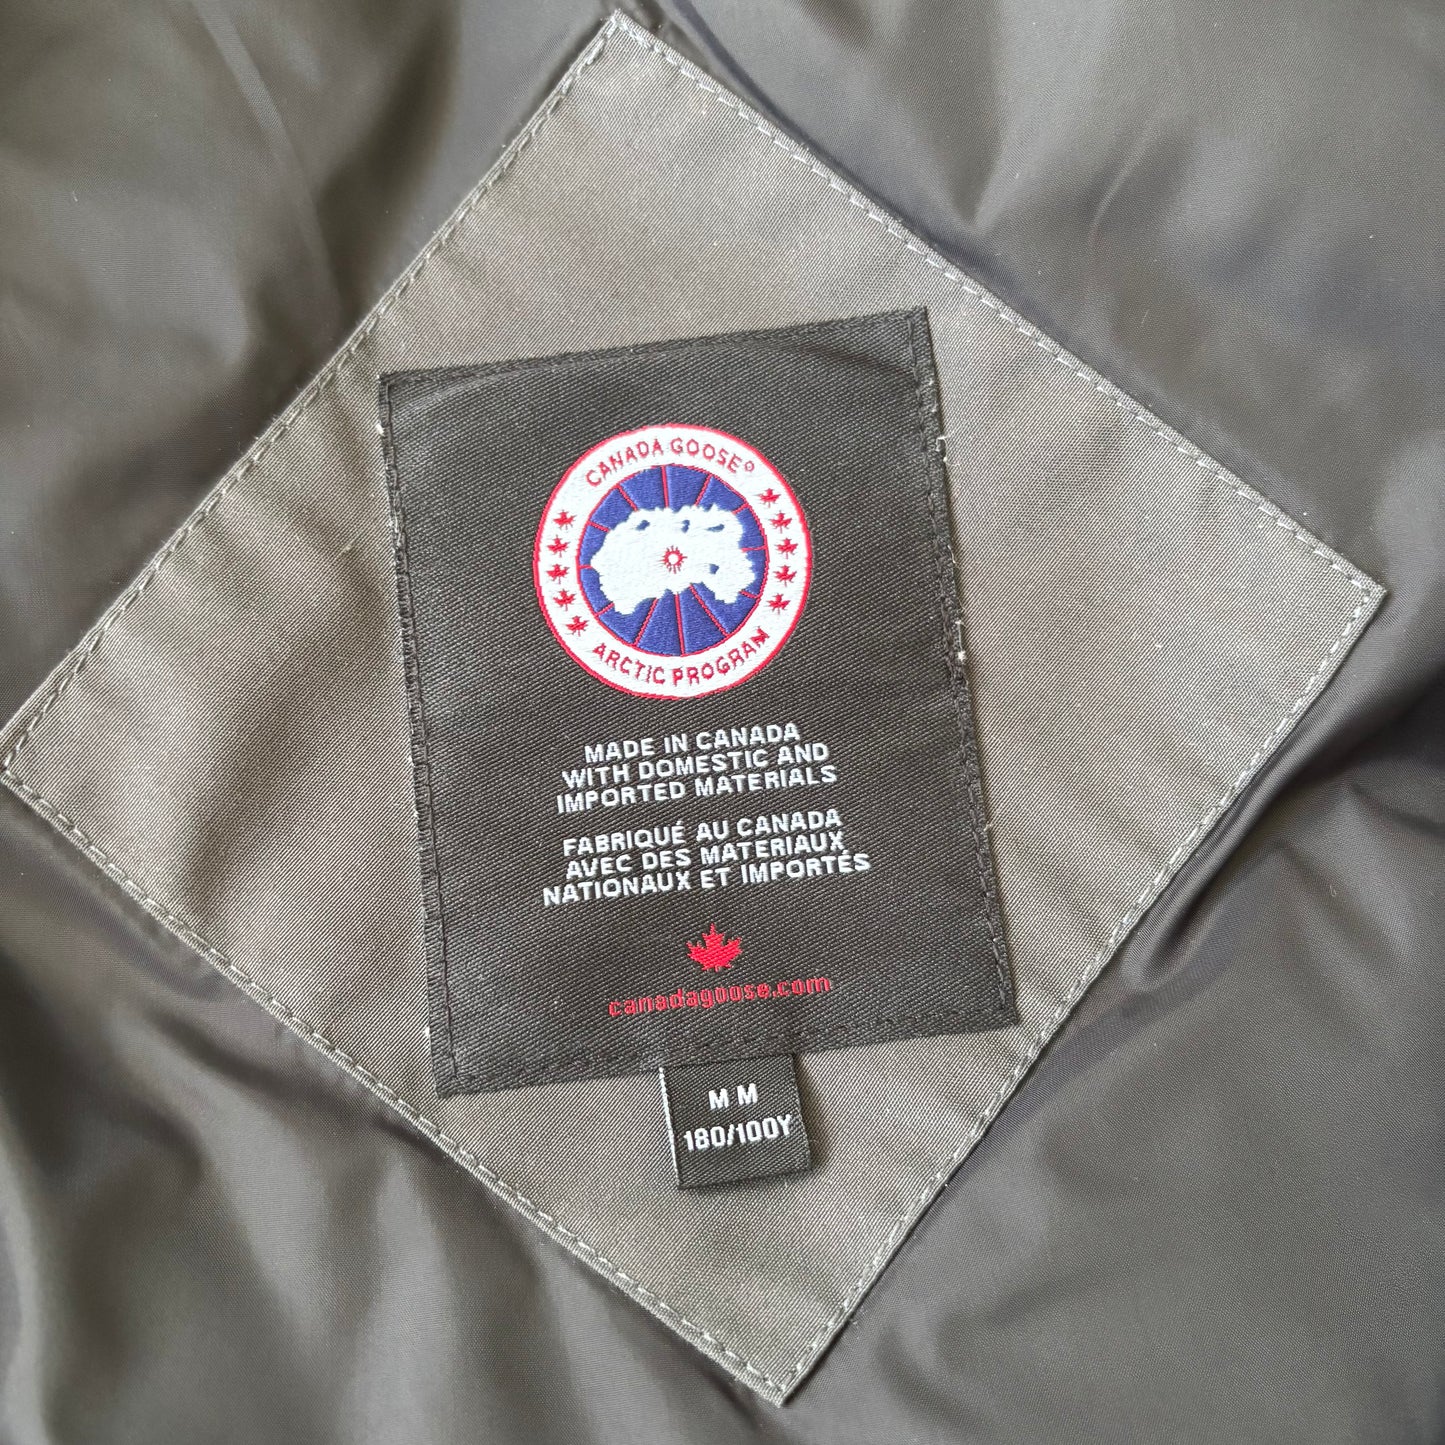 CANADA GOOSE®
ARCTIC PROGRAM
MADE IN CANADA
WITH DOMESTIC AND
IMPORTED MATERIALS
FABRIQUÉ AU CANADA
AVEC DES MATERIAUX
NATIONAUX ET IMPORTÉS
canadagoose.com
M M
180/100Y